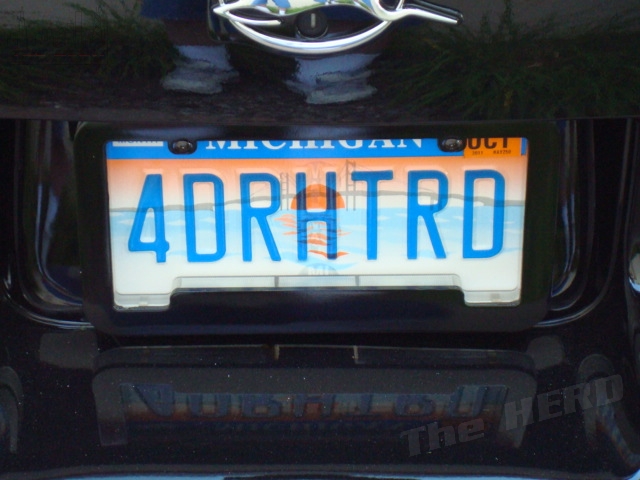 MICHIGAN OCT
4DRHTRD
The HERD